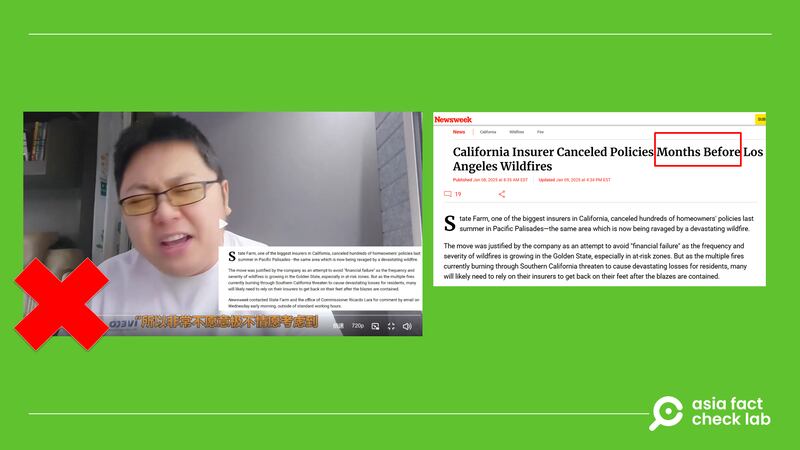 State Farm, one of the biggest insurers in California, canceled hundreds of homeowners' policies last
summer in Pacific Palisades—the same area which is now being ravaged by a devastating wildfire.
The move was justified by the company as an attempt to avoid "financial failure" as the frequency and
severity of wildfires is growing in the Golden State, especially in at-risk zones. But as the multiple fires
currently burning through Southern California threaten to cause devastating losses for residents, many
will likely need to rely on their insurers to get back on their feet after the blazes are contained.
Newsweek contacted State Farm and the office of Commissioner Ricardo Lara for comment by email on
Wednesday early morning, outside of standard working hours.
"所以非常不愿意极不情愿考虑到
倍速 720p
Newsweek
SUB
News California Wildfire Fire
California Insurer Canceled Policies Months Before Los
Angeles Wildfires
Published Jan 08, 2025 at 8:35 AM EST Updated Jan 09, 2025 at 4:34 PM EST
19
State Farm, one of the biggest insurers in California, canceled hundreds of homeowners' policies last
summer in Pacific Palisades—the same area which is now being ravaged by a devastating wildfire.
The move was justified by the company as an attempt to avoid "financial failure" as the frequency and
severity of wildfires is growing in the Golden State, especially in at-risk zones. But as the multiple fires
currently burning through Southern California threaten to cause devastating losses for residents, many
will likely need to rely on their insurers to get back on their feet after the blazes are contained.
asia fact
check lab